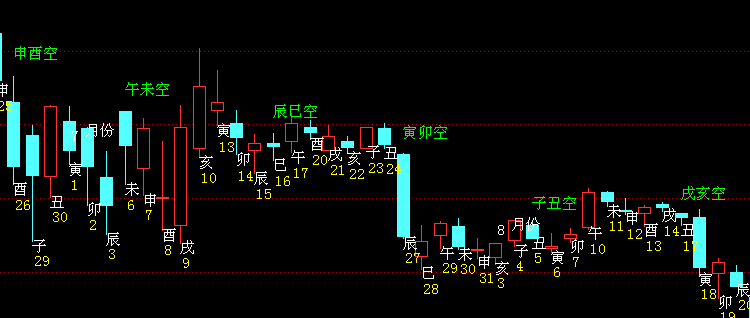 申酉空
午未空
辰巳空
寅卯空
子丑空
戌亥空
申
25
酉
26
子
29
丑
30
7
月份
寅
1
卯
2
辰
3
未
6
申
7
酉
8
戌
9
亥
10
寅
13
卯
14
辰
15
巳
16
午
17
酉
20
戌
21
亥
22
子
23
丑
24
辰
27
巳
28
午
29
未
30
申
31
亥
3
8
月份
子
4
丑
5
寅
6
卯
7
午
10
未
11
申
12
酉
13
戌
14
丑
17
寅
18
卯
19
辰
20